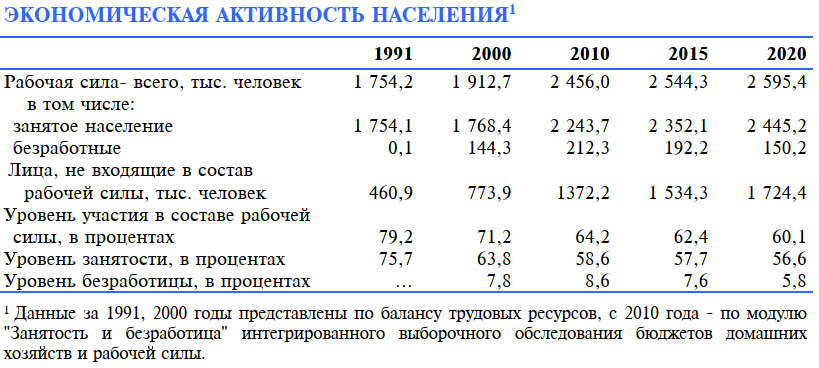 ЭКОНОМИЧЕСКАЯ АКТИВНОСТЬ НАСЕЛЕНИЯ¹
1991 2000 2010 2015 2020
Рабочая сила- всего, тыс. человек 1 754,2 1 912,7 2 456,0 2 544,3 2 595,4
в том числе:
занятое население 1 754,1 1 768,4 2 243,7 2 352,1 2 445,2
безработные 0,1 144,3 212,3 192,2 150,2
Лица, не входящие в состав
рабочей силы, тыс. человек 460,9 773,9 1372,2 1 534,3 1 724,4
Уровень участия в составе рабочей
силы, в процентах 79,2 71,2 64,2 62,4 60,1
Уровень занятости, в процентах 75,7 63,8 58,6 57,7 56,6
Уровень безработицы, в процентах ... 7,8 8,6 7,6 5,8
¹ Данные за 1991, 2000 годы представлены по балансу трудовых ресурсов, с 2010 года - по модулю
"Занятость и безработица" интегрированного выборочного обследования бюджетов домашних
хозяйств и рабочей силы.